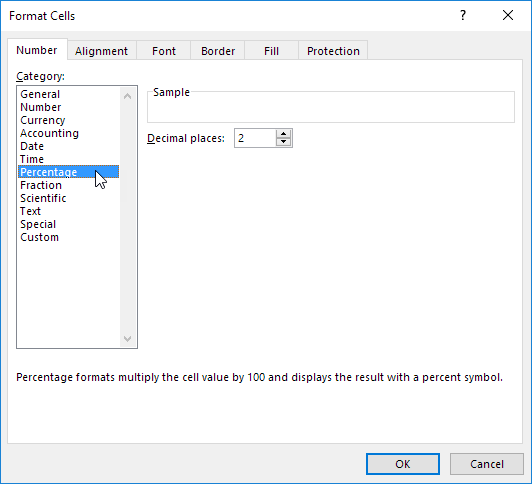 Format Cells
?
Number Alignment Font Border Fill Protection
Category:
General
Number
Currency
Accounting
Date
Time
Percentage
Fraction
Scientific
Text
Special
Custom
Sample
Decimal places: 2
Percentage formats multiply the cell value by 100 and displays the result with a percent symbol.
OK Cancel